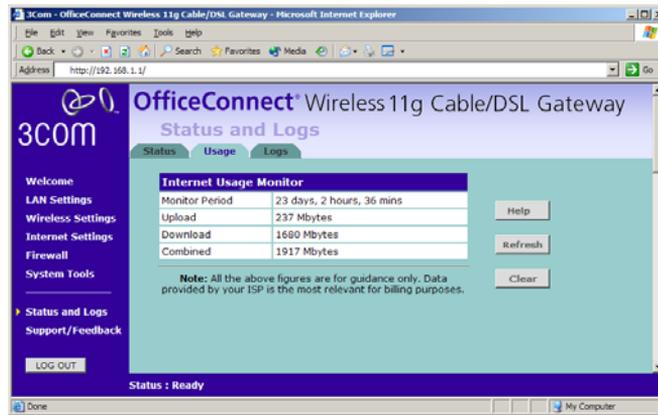 3Com - OfficeConnect Wireless 11g Cable/DSL Gateway - Microsoft Internet Explorer
File Edit View Favorites Tools Help
Back Search Favorites Media
Address http://192.168.1.1/ Go
3COM
OfficeConnect® Wireless 11g Cable/DSL Gateway
Status and Logs
Status Usage Logs
Welcome
LAN Settings
Wireless Settings
Internet Settings
Firewall
System Tools
Status and Logs
Support/Feedback
LOG OUT
Internet Usage Monitor
Monitor Period 23 days, 2 hours, 36 mins
Upload 237 Mbytes
Download 1680 Mbytes
Combined 1917 Mbytes
Note: All the above figures are for guidance only. Data
provided by your ISP is the most relevant for billing purposes.
Help
Refresh
Clear
Status : Ready
Done My Computer